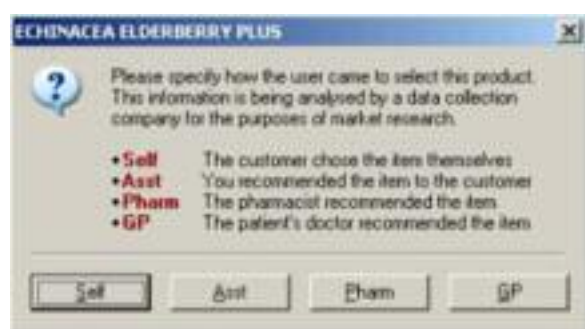 ECHINACEA ELDERBERRY PLUS
Please specify how the user came to select this product.
This information is being analysed by a data collection
company for the purposes of market research.
•Self The customer chose the item themselves
•Asst You recommended the item to the customer
•Pharm The pharmacist recommended the item
•GP The patient's doctor recommended the item
Self Asst Pharm GP